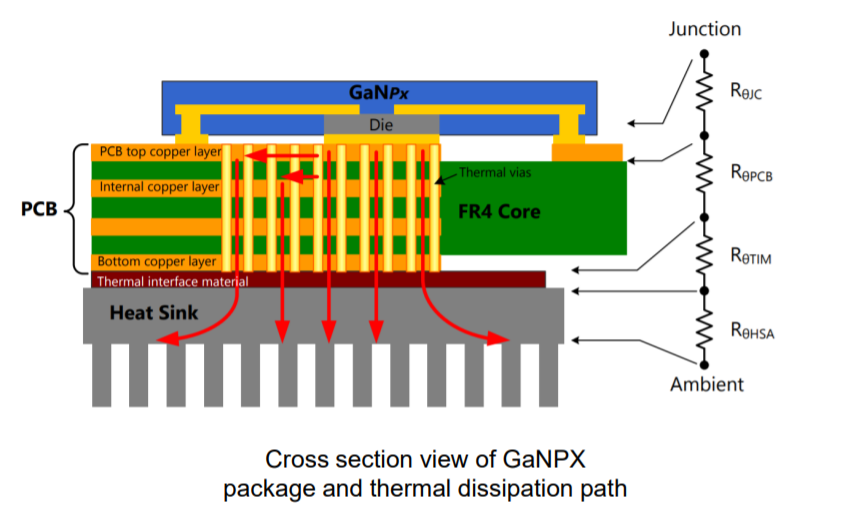 Junction
GaNPx
RθJC
Die
PCB top copper layer
Thermal vias
RθPCB
Internal copper layer
PCB
FR4 Core
RθTIM
Bottom copper layer
Thermal interface material
Heat Sink
RθHSA
Ambient
Cross section view of GaNPX
package and thermal dissipation path